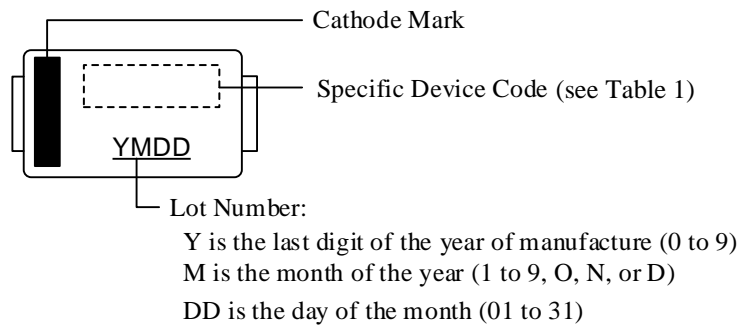 Cathode Mark
Specific Device Code (see Table 1)
YMDD
Lot Number:
Y is the last digit of the year of manufacture (0 to 9)
M is the month of the year (1 to 9, O, N, or D)
DD is the day of the month (01 to 31)